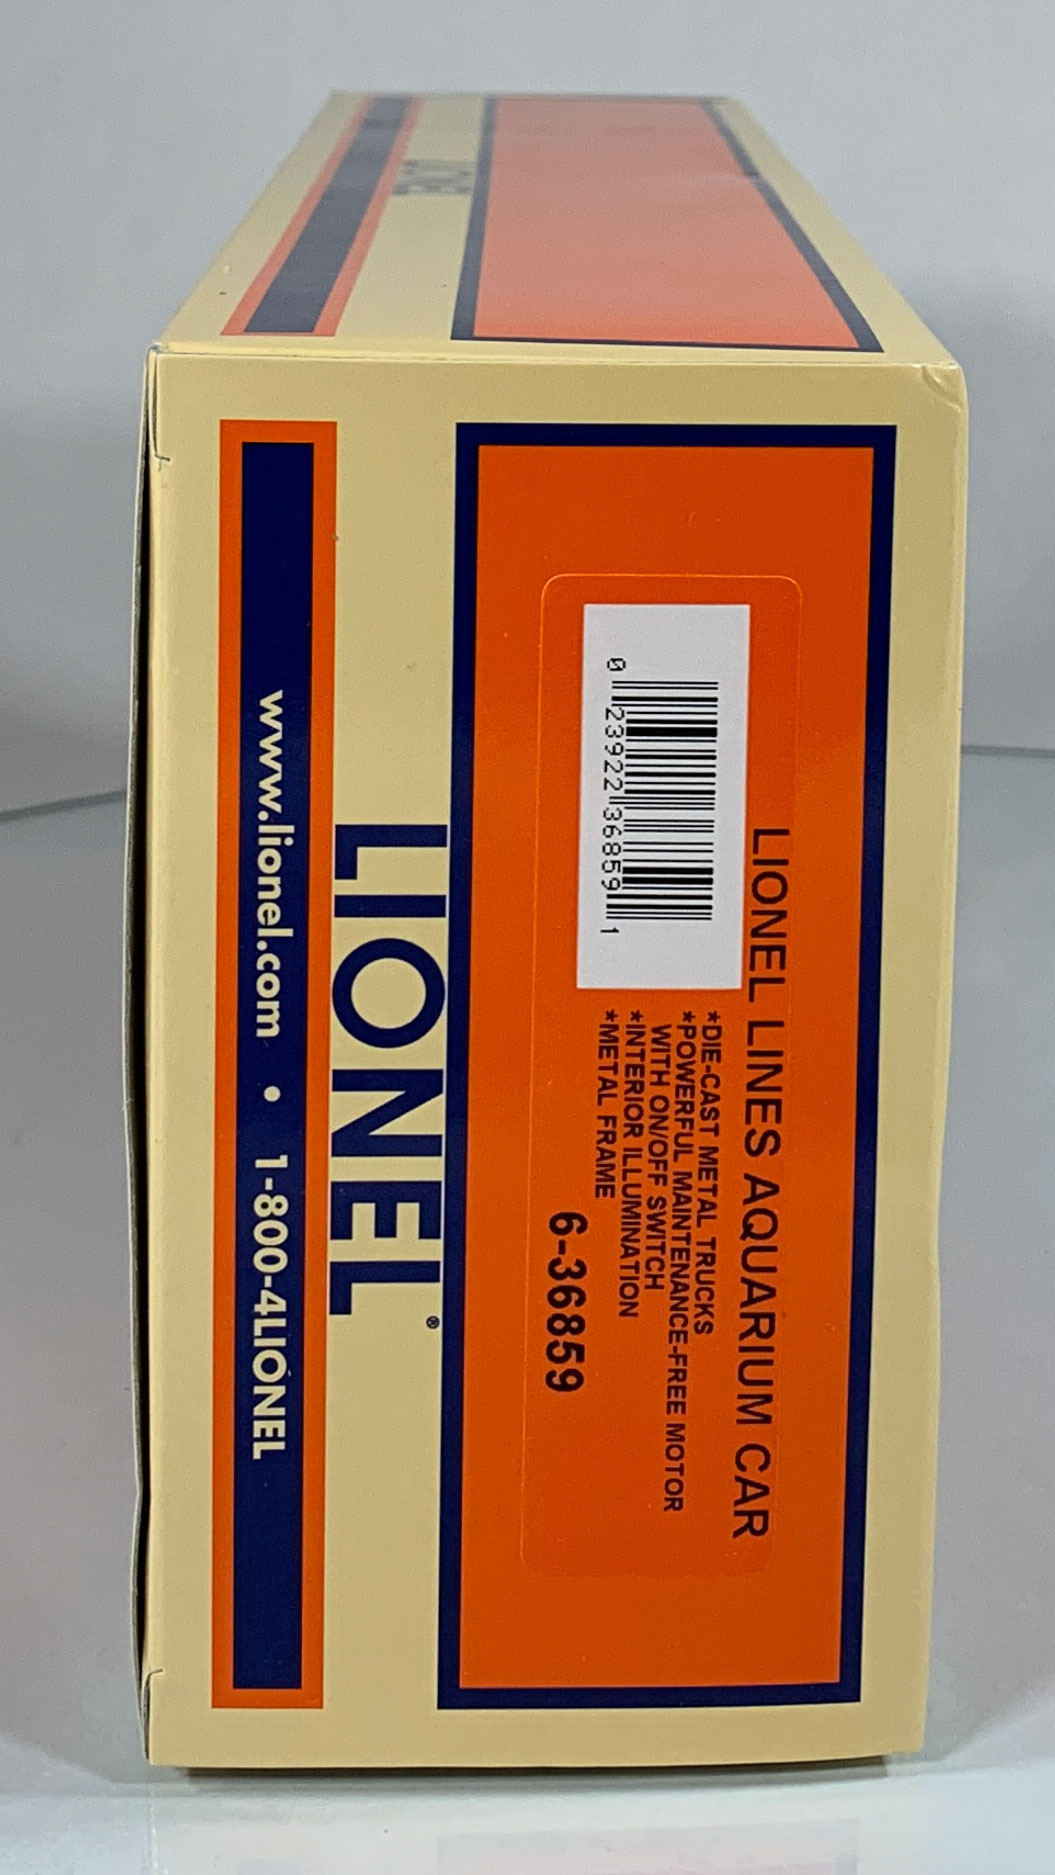 LIONEL LINES AQUARIUM CAR
0 23922 36859 1
*DIE-CAST METAL TRUCKS
*POWERFUL MAINTENANCE-FREE MOTOR
WITH ON/OFF SWITCH
*INTERIOR ILLUMINATION
*METAL FRAME
6-36859
LIONEL®
www.lionel.com • 1-800-4LIONEL
LIONEL